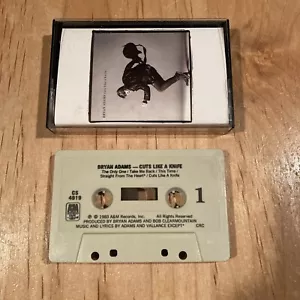 BRYAN ADAMS — CUTS LIKE A KNIFE
The Only One / Take Me Back / This Time /
Straight From The Heart* / Cuts Like A Knife
CS
4919
1
© 1983 A&M Records, Inc. All Rights Reserved
PRODUCED BY BRYAN ADAMS AND BOB CLEARMOUNTAIN
MUSIC AND LYRICS BY ADAMS AND VALLANCE EXCEPT* CRC